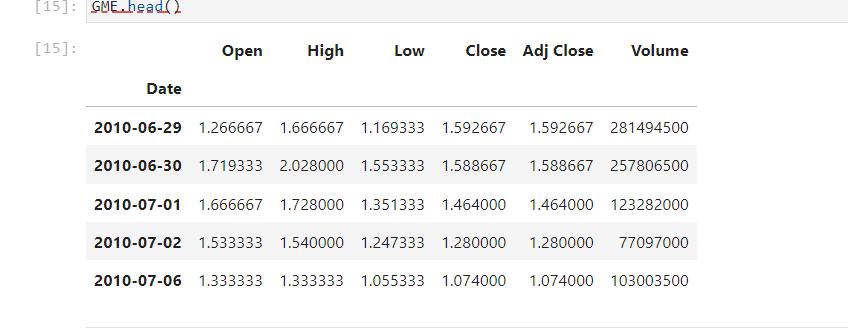 [15]: GME.head()
[15]:
Open High Low Close Adj Close Volume
Date
2010-06-29 1.266667 1.666667 1.169333 1.592667 1.592667 281494500
2010-06-30 1.719333 2.028000 1.553333 1.588667 1.588667 257806500
2010-07-01 1.666667 1.728000 1.351333 1.464000 1.464000 123282000
2010-07-02 1.533333 1.540000 1.247333 1.280000 1.280000 77097000
2010-07-06 1.333333 1.333333 1.055333 1.074000 1.074000 103003500